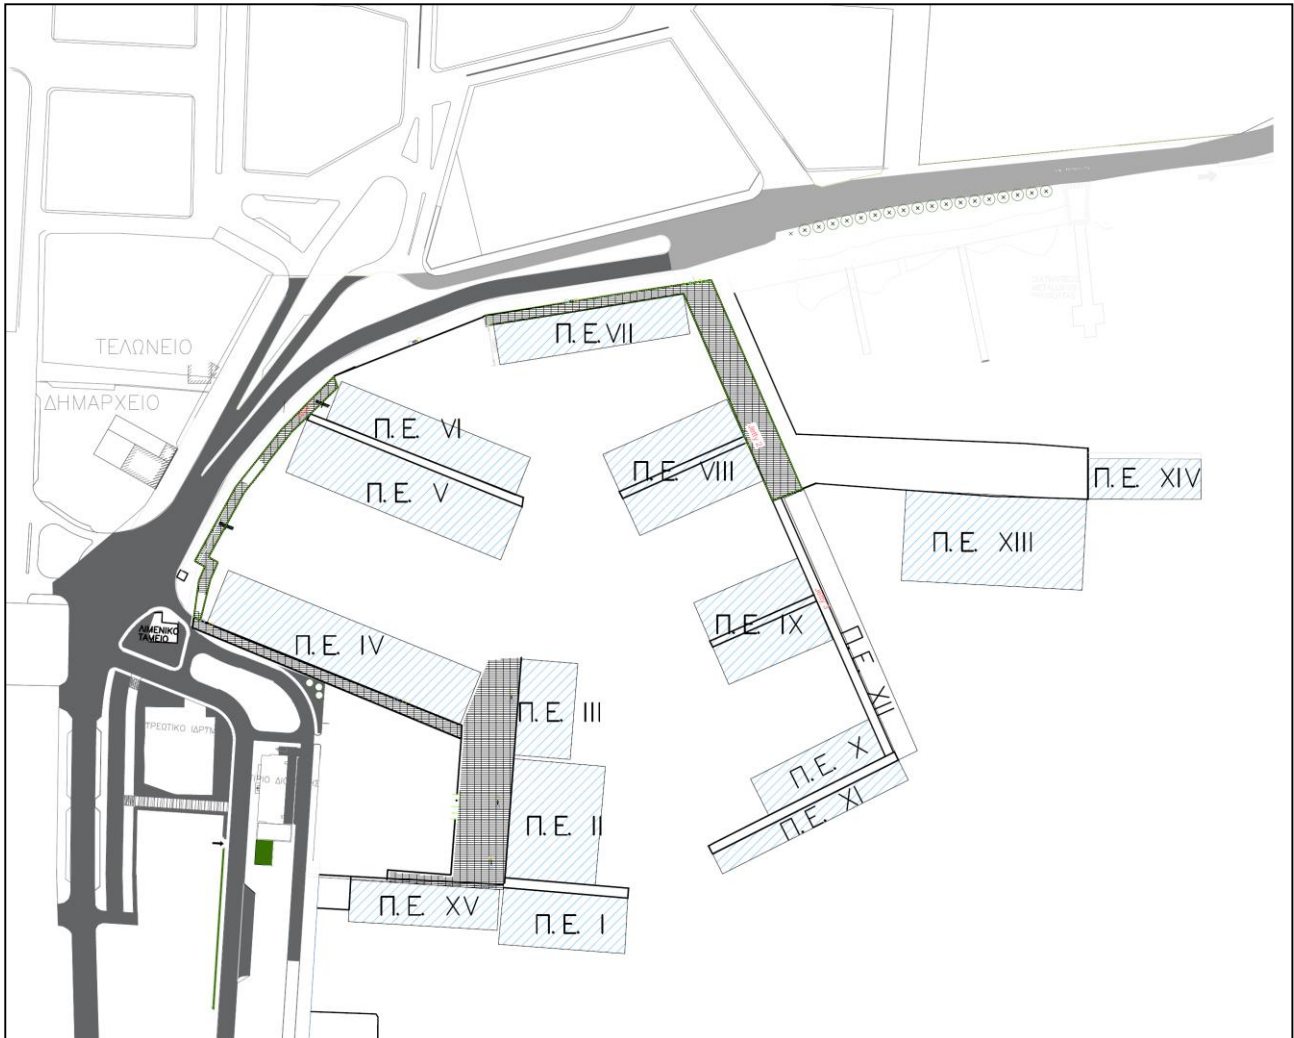 Π. Ε. VII
ΤΕΛΩΝΕΙΟ
ΔΗΜΑΡΧΕΙΟ
Π. Ε. VI
Π. Ε. V
Π. Ε. VIII
Π. Ε. XIV
Π. Ε. XIII
Π. Ε. IX
ΛΙΜΕΝΙΚΟ
ΤΑΜΕΙΟ
Π. Ε. IV
Π. Ε. XII
Π. Ε. III
Π. Ε. X
Π. Ε. XI
Π. Ε. II
Π. Ε. XV
Π. Ε. I